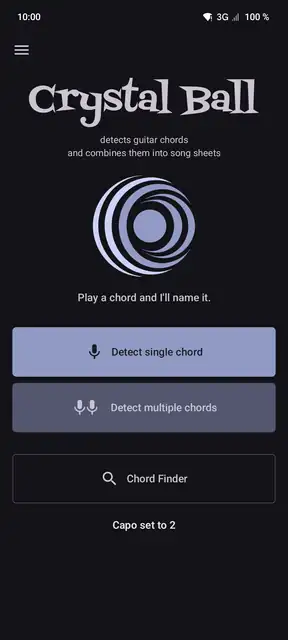 10:00
3G
100 %
Crystal Ball
detects guitar chords
and combines them into song sheets
Play a chord and I'll name it.
Detect single chord
Detect multiple chords
Chord Finder
Capo set to 2